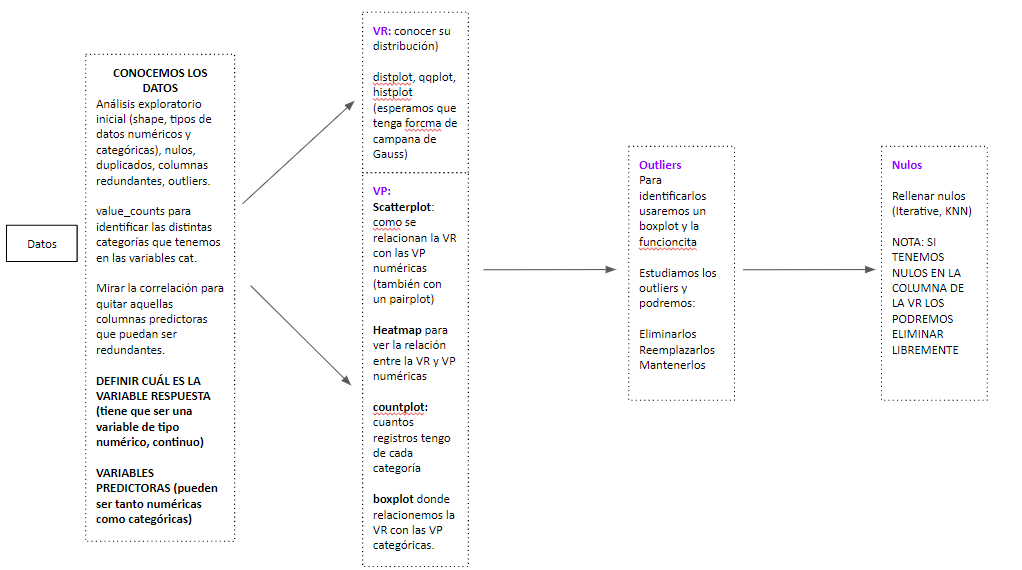 Datos
CONOCEMOS LOS
DATOS
Análisis exploratorio
inicial (shape, tipos de
datos numéricos y
categóricas), nulos,
duplicados, columnas
redundantes, outliers.
value_counts para
identificar las distintas
categorías que tenemos
en las variables cat.
Mirar la correlación para
quitar aquellas
columnas predictoras
que puedan ser
redundantes.
DEFINIR CUÁL ES LA
VARIABLE RESPUESTA
(tiene que ser una
variable de tipo
numérico, continuo)
VARIABLES
PREDICTORAS (pueden
ser tanto numéricas
como categóricas)
VR: conocer su
distribución)
distplot, qqplot,
histplot
(esperamos que
tenga forcma de
campana de
Gauss)
VP:
Scatterplot:
como se
relacionan la VR
con las VP
numéricas
(también con
un pairplot)
Heatmap para
ver la relación
entre la VR y VP
numéricas
countplot:
cuantos
registros tengo
de cada
categoría
boxplot donde
relacionemos la
VR con las VP
categóricas.
Outliers
Para
identificarlos
usaremos un
boxplot y la
funcioncita
Estudiamos los
outliers y
podremos:
Eliminarlos
Reemplazarlos
Mantenerlos
Nulos
Rellenar nulos
(Iterative, KNN)
NOTA: SI
TENEMOS
NULOS EN LA
COLUMNA DE
LA VR LOS
PODREMOS
ELIMINAR
LIBREMENTE